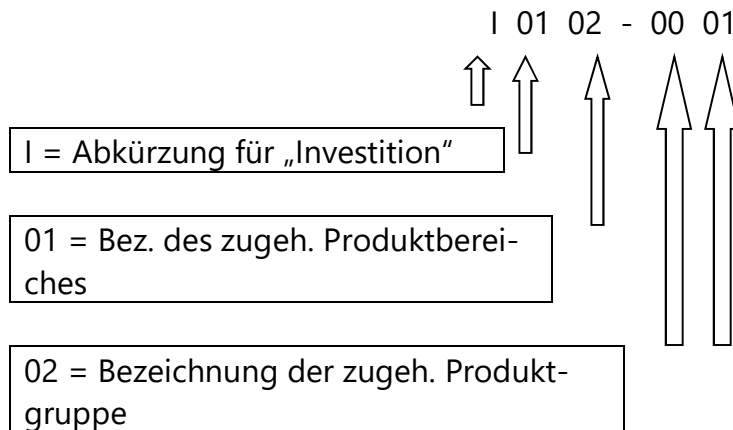 I 01 02 - 00 01
I = Abkürzung für „Investition“
01 = Bez. des zugeh. Produktberei-
ches
02 = Bezeichnung der zugeh. Produkt-
gruppe